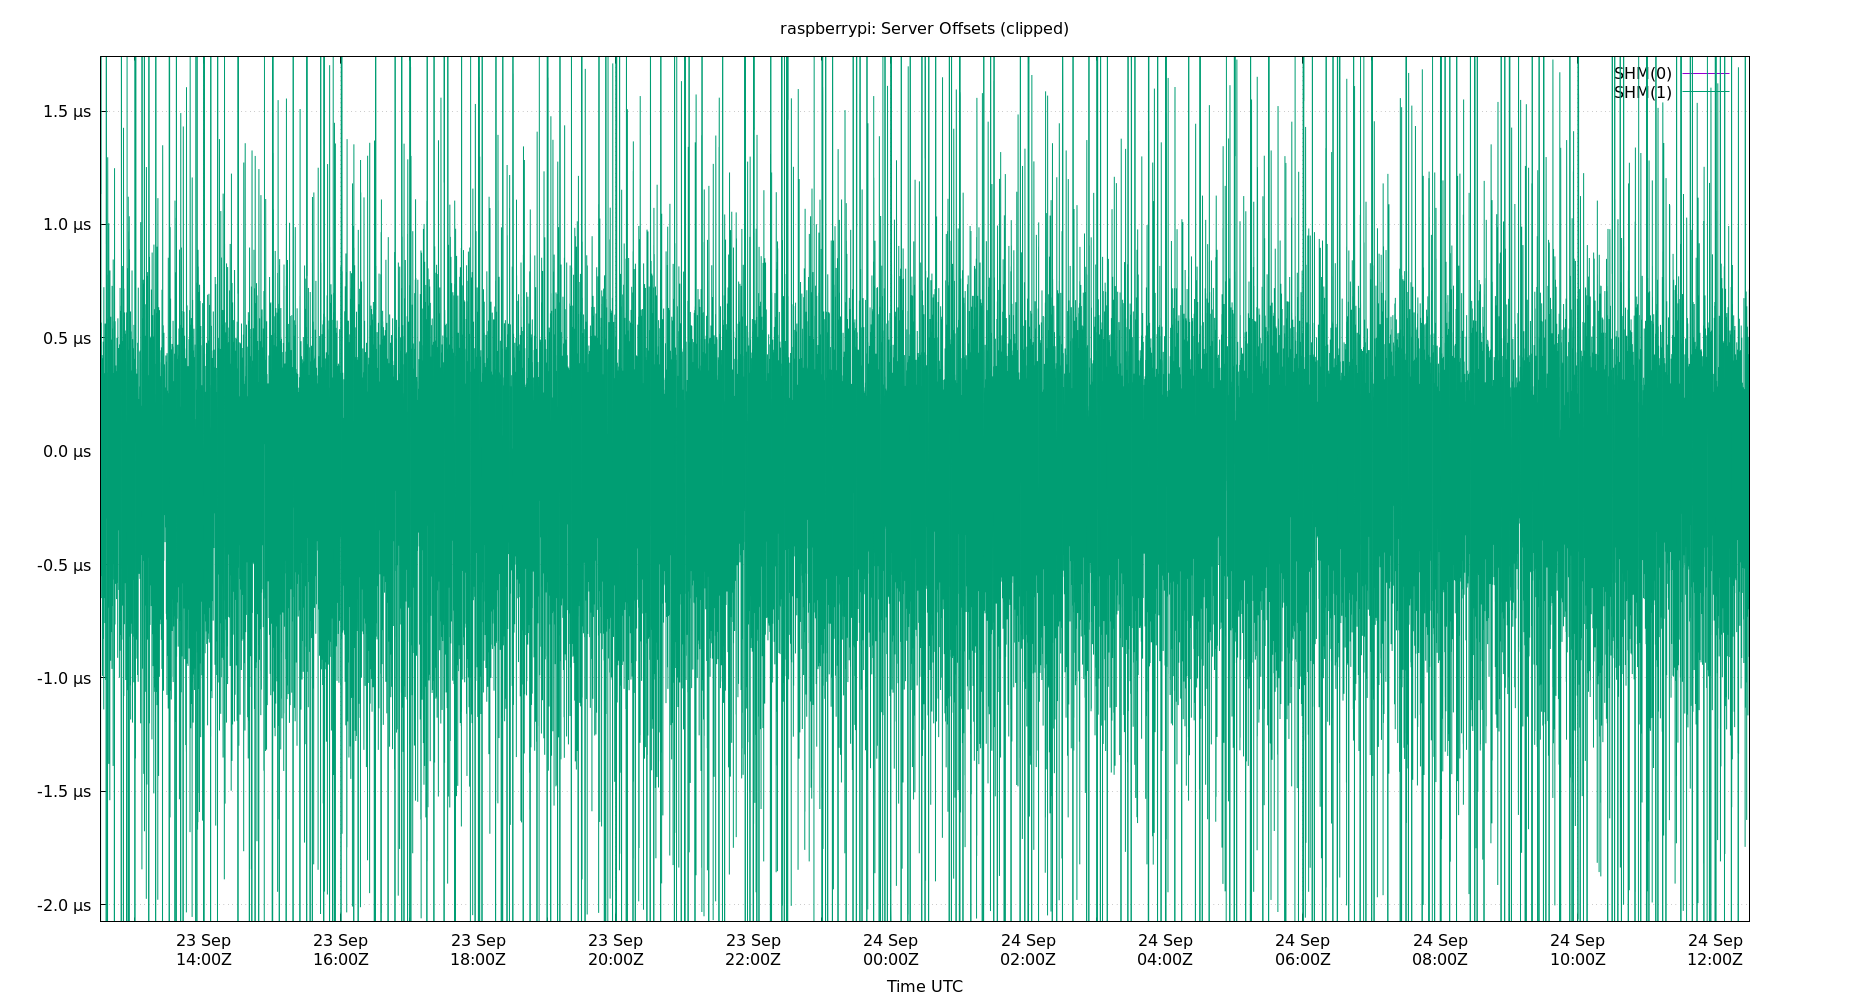 raspberrypi: Server Offsets (clipped)
SHM(0)
SHM(1)
1.5 µs
1.0 µs
0.5 µs
0.0 µs
-0.5 µs
-1.0 µs
-1.5 µs
-2.0 µs
23 Sep 23 Sep 23 Sep 23 Sep 23 Sep 24 Sep 24 Sep 24 Sep 24 Sep 24 Sep 24 Sep 24 Sep
14:00Z 16:00Z 18:00Z 20:00Z 22:00Z 00:00Z 02:00Z 04:00Z 06:00Z 08:00Z 10:00Z 12:00Z
Time UTC